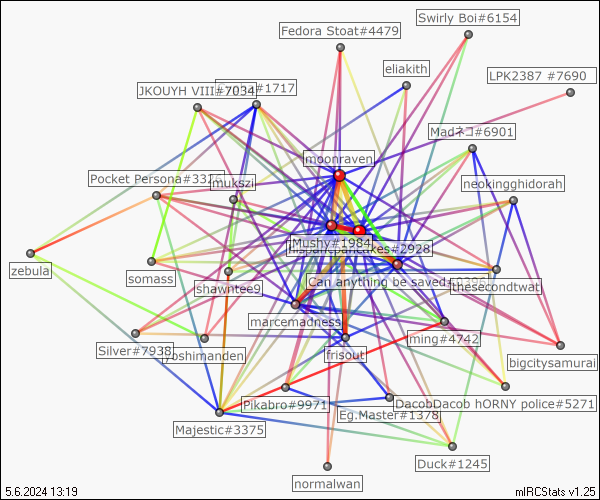 Swirly Boi#6154
Fedora Stoat#4479
eliakith
LPK2387 #7690
JKOUYH VIII#7034
#1717
Madネコ#6901
moonraven
Pocket Persona#33
mukszi
neokingghidorah
Mushy#1984
pancakes#2928
zebula
somass
shawntee9
Can anything be saved
thesecondtwat
marcemadness
ming#4742
Silver#7938
Yoshimanden
frisout
bigcitysamurai
Pikabro#9971
Eg.Master#1378
DacobDacob hORNY police#5271
Majestic#3375
Duck#1245
normalwan
5.6.2024 13:19
mIRCStats v1.25